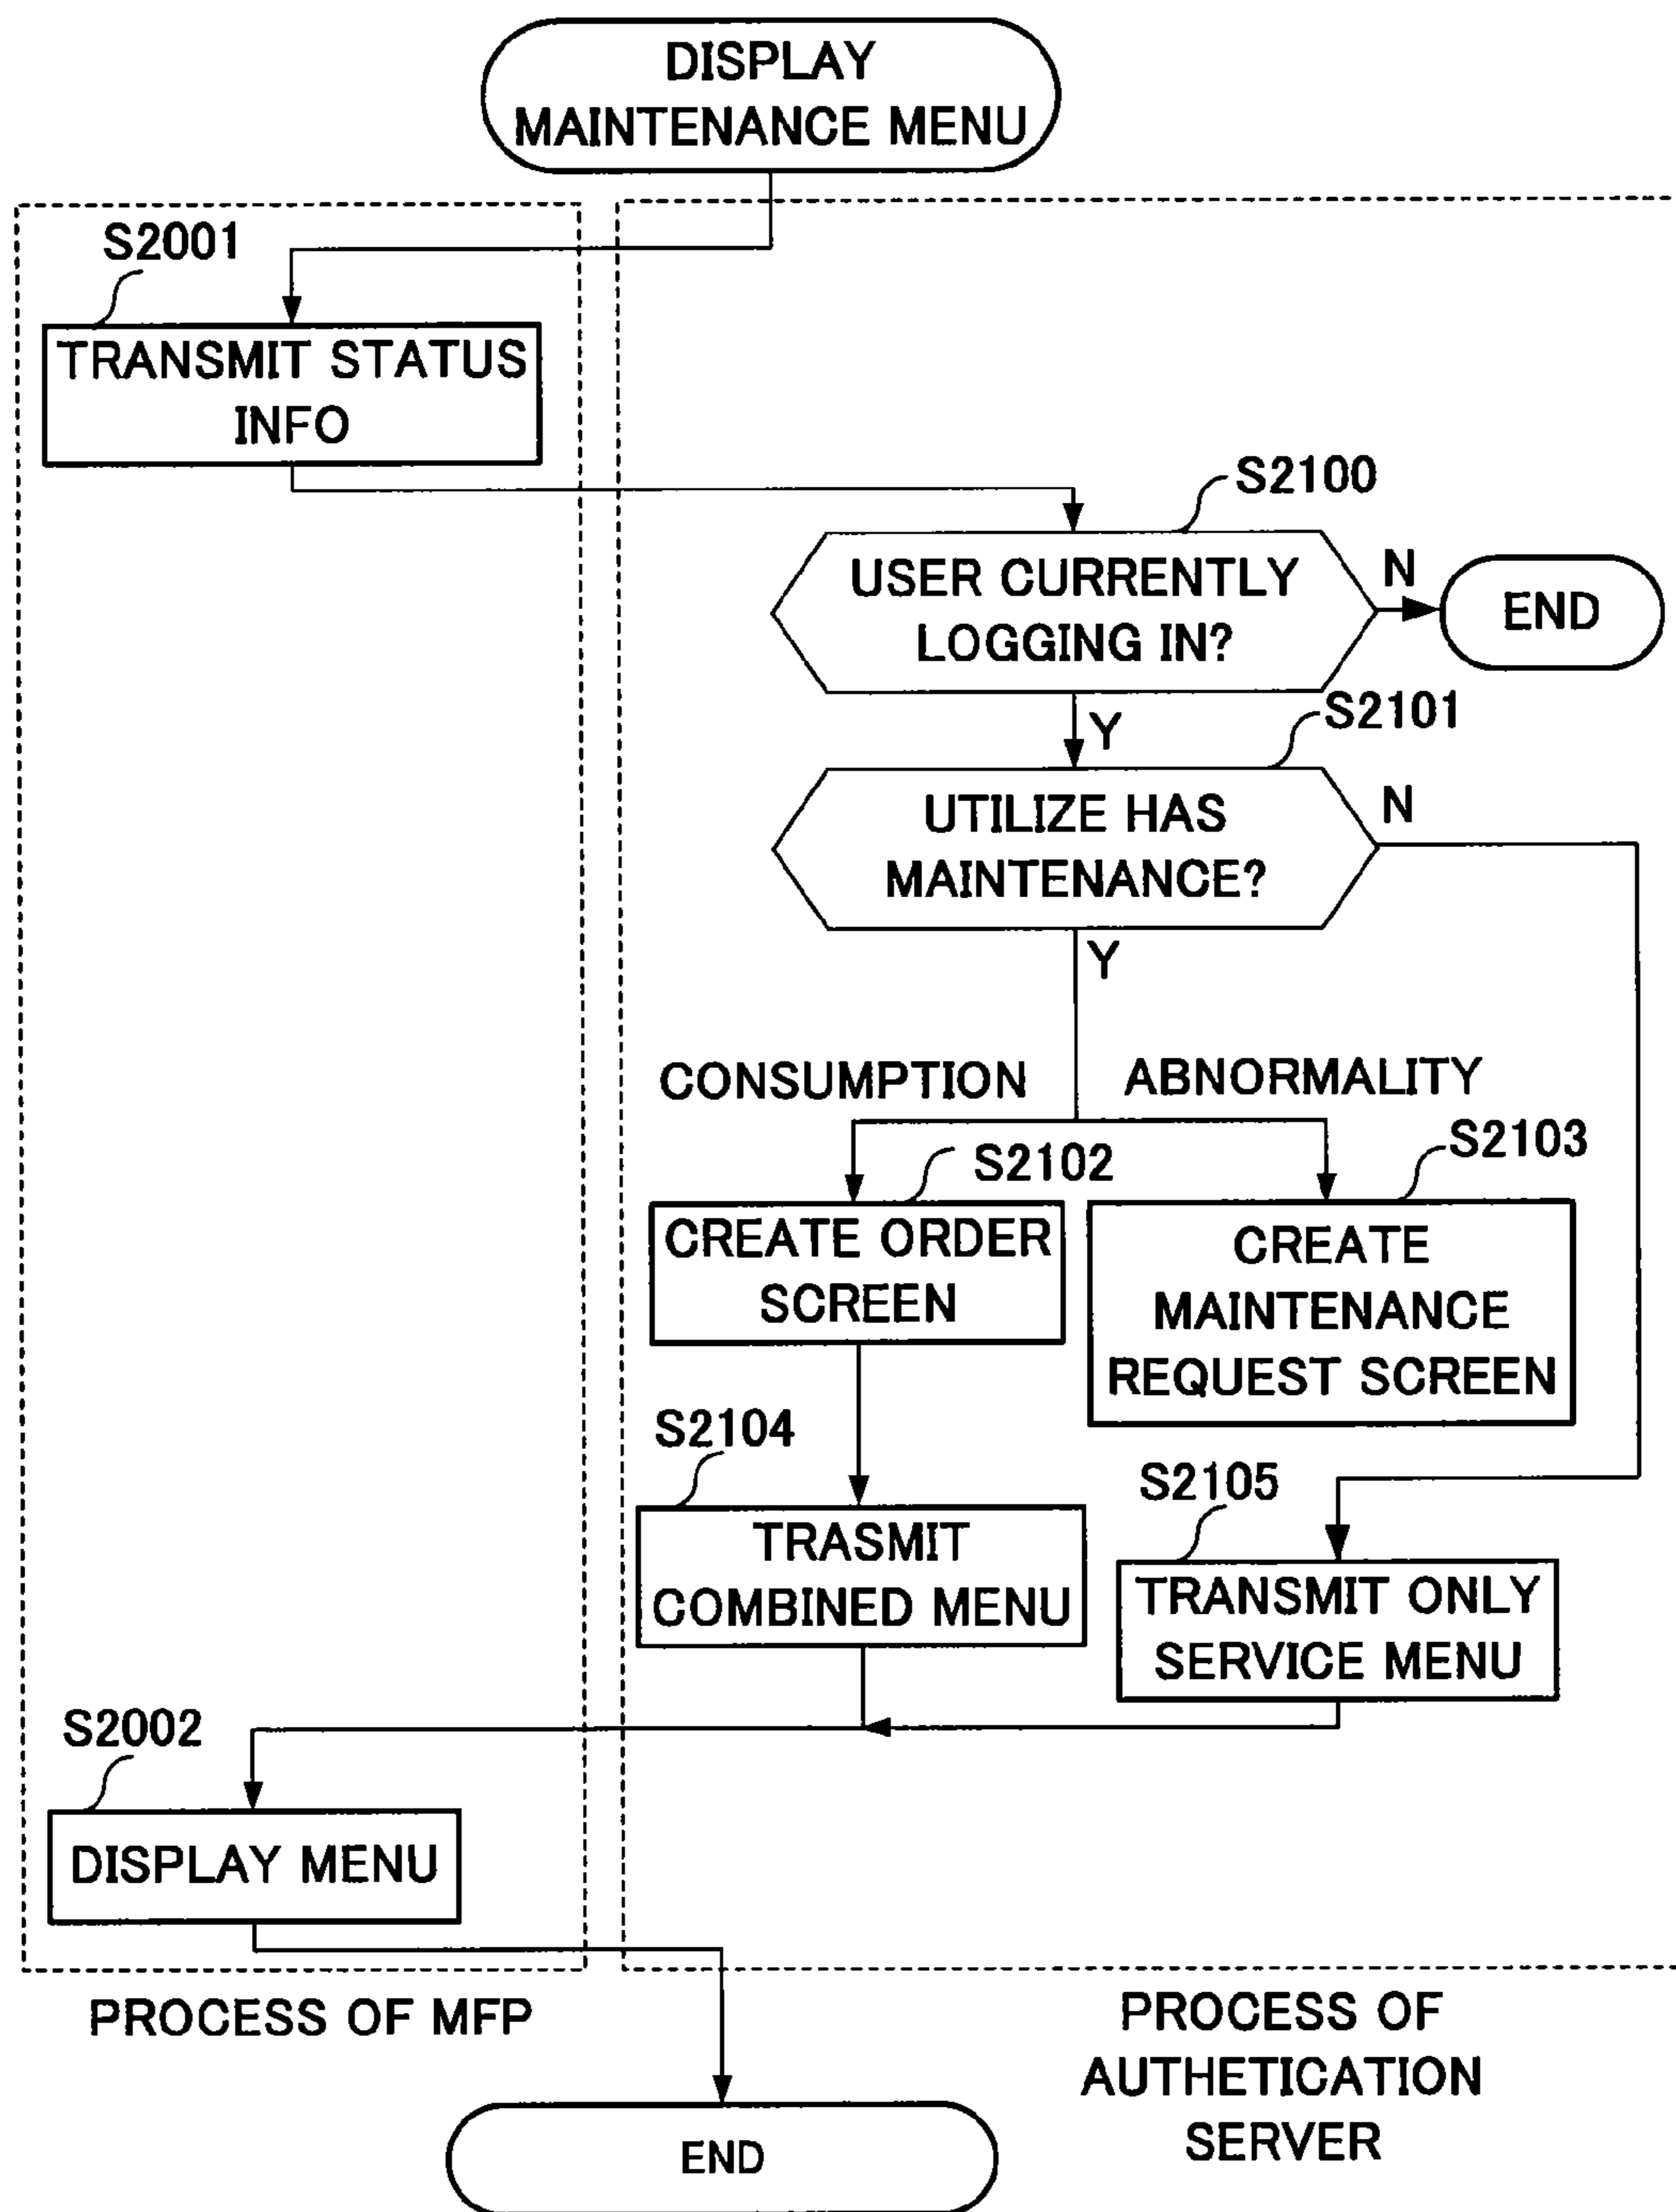 DISPLAY
MAINTENANCE MENU
S2001
TRANSMIT STATUS
INFO
S2100
USER CURRENTLY
LOGGING IN?
N
END
Y
S2101
UTILIZE HAS
MAINTENANCE?
N
Y
CONSUMPTION
ABNORMALITY
S2102
S2103
CREATE ORDER
SCREEN
CREATE
MAINTENANCE
REQUEST SCREEN
S2104
TRASMIT
COMBINED MENU
S2105
TRANSMIT ONLY
SERVICE MENU
S2002
DISPLAY MENU
PROCESS OF MFP
PROCESS OF
AUTHETICATION
SERVER
END